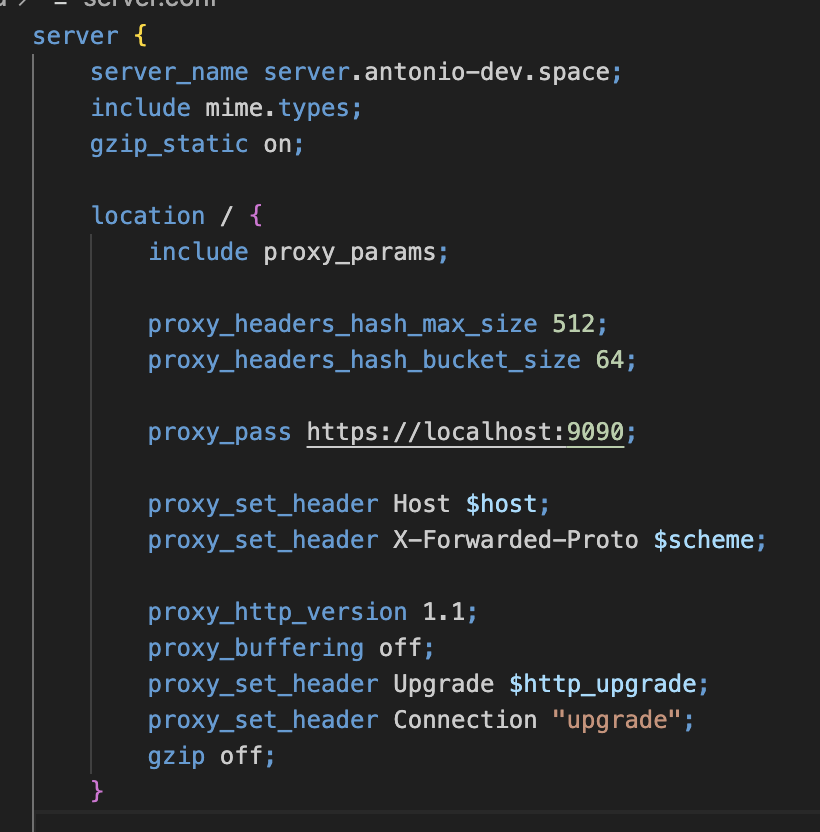 server.conf
server {
server_name server.antonio-dev.space;
include mime.types;
gzip_static on;
location / {
include proxy_params;
proxy_headers_hash_max_size 512;
proxy_headers_hash_bucket_size 64;
proxy_pass https://localhost:9090;
proxy_set_header Host $host;
proxy_set_header X-Forwarded-Proto $scheme;
proxy_http_version 1.1;
proxy_buffering off;
proxy_set_header Upgrade $http_upgrade;
proxy_set_header Connection "upgrade";
gzip off;
}